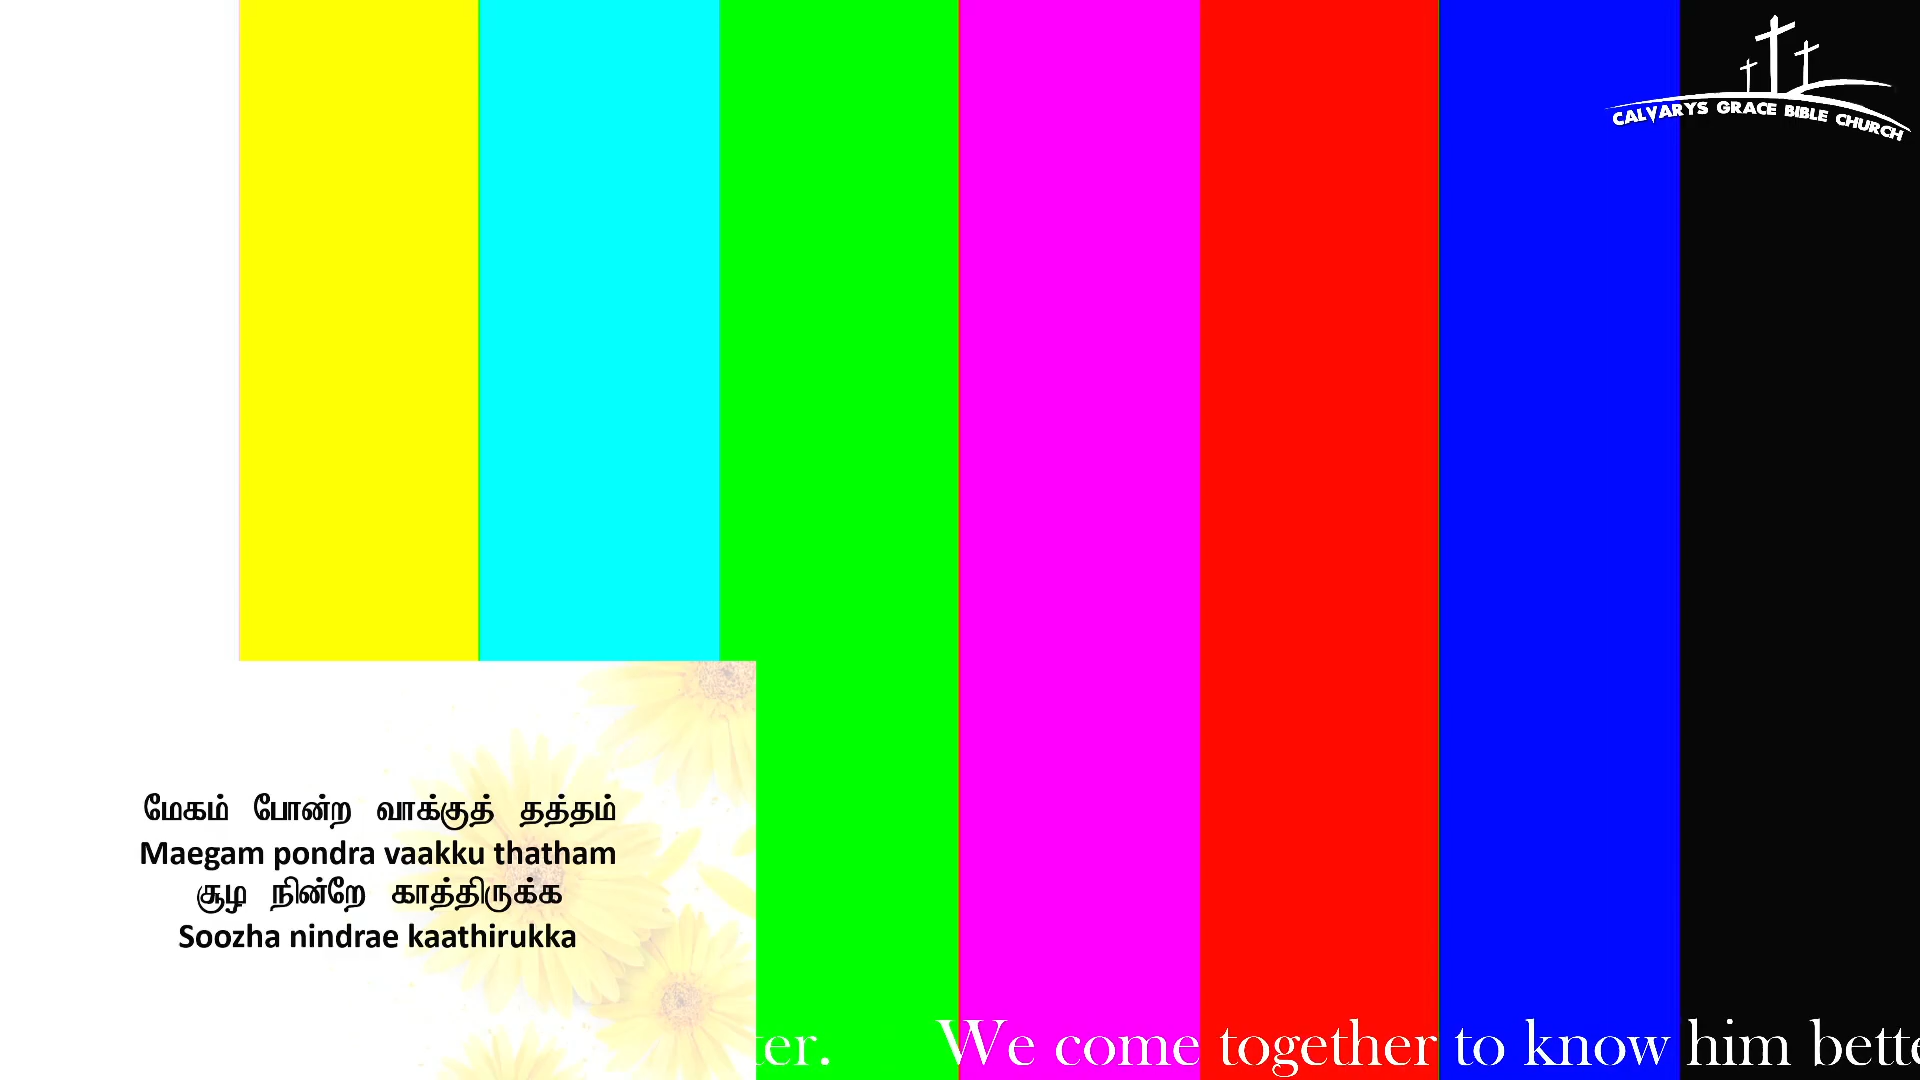 CALVARYS GRACE BIBLE CHURCH
மேகம் போன்ற வாக்குத் தத்தம்
Maegam pondra vaakku thatham
சூழ நின்றே காத்திருக்க
Soozha nindrae kaathirukka
ter. We come together to know him bette